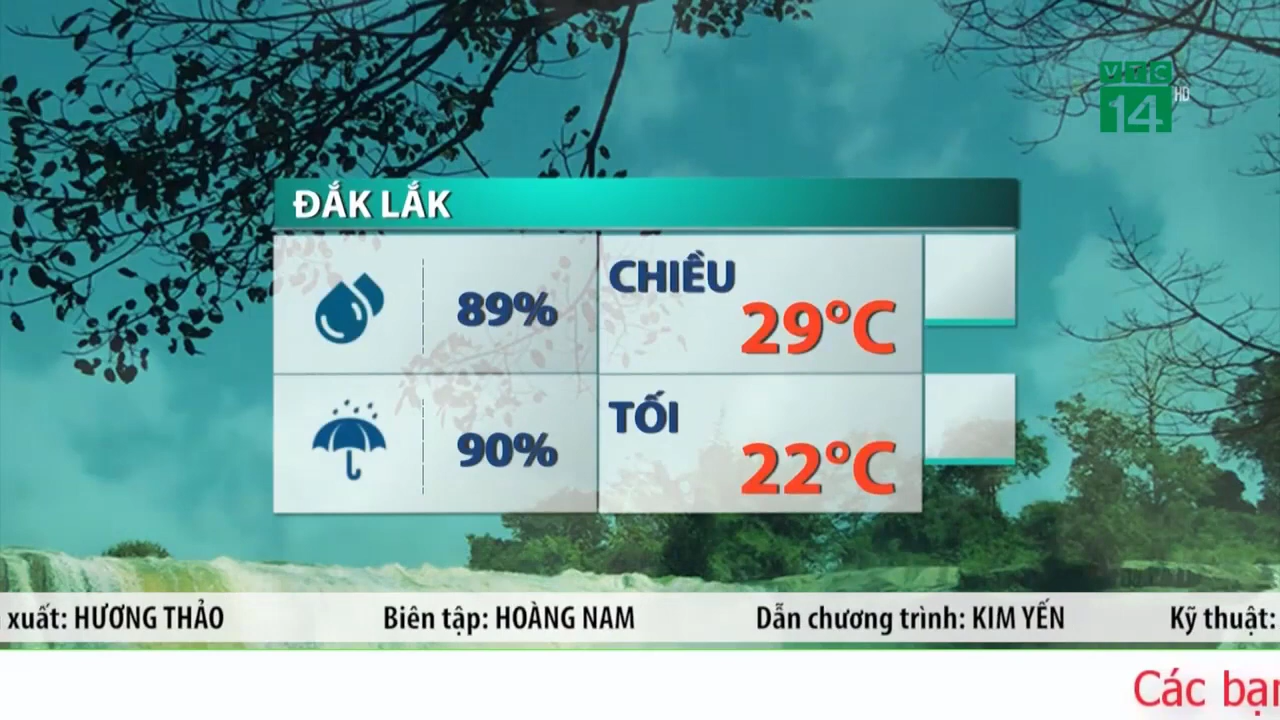 VTC
14 HD
ĐẮK LẮK
89%
CHIỀU
29°C
90%
TỐI
22°C
xuất: HƯƠNG THẢO Biên tập: HOÀNG NAM Dẫn chương trình: KIM YẾN Kỹ thuật:
Các bạn